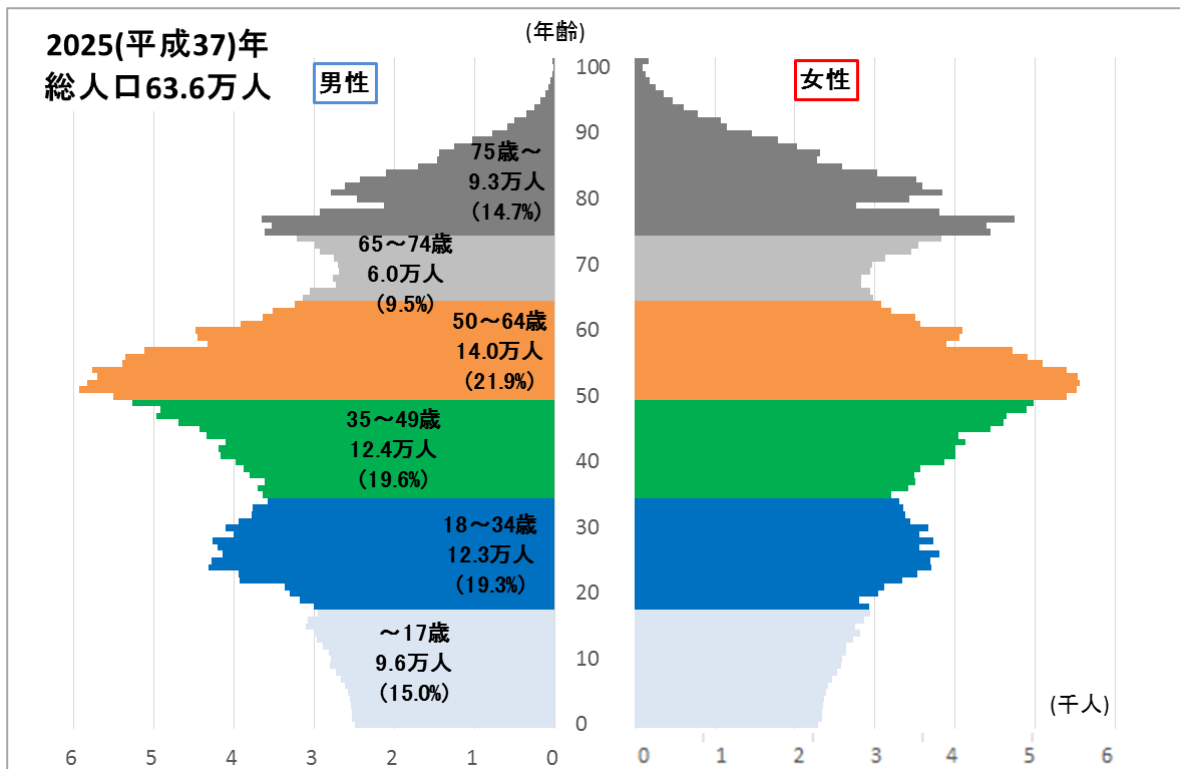 2025(平成37)年
総人口63.6万人
(年齢)
男性
女性
100
90
80
70
60
50
40
30
20
10
0
75歳～
9.3万人
(14.7%)
65～74歳
6.0万人
(9.5%)
50～64歳
14.0万人
(21.9%)
35～49歳
12.4万人
(19.6%)
18～34歳
12.3万人
(19.3%)
～17歳
9.6万人
(15.0%)
(千人)
6 5 4 3 2 1 0
0 1 2 3 4 5 6